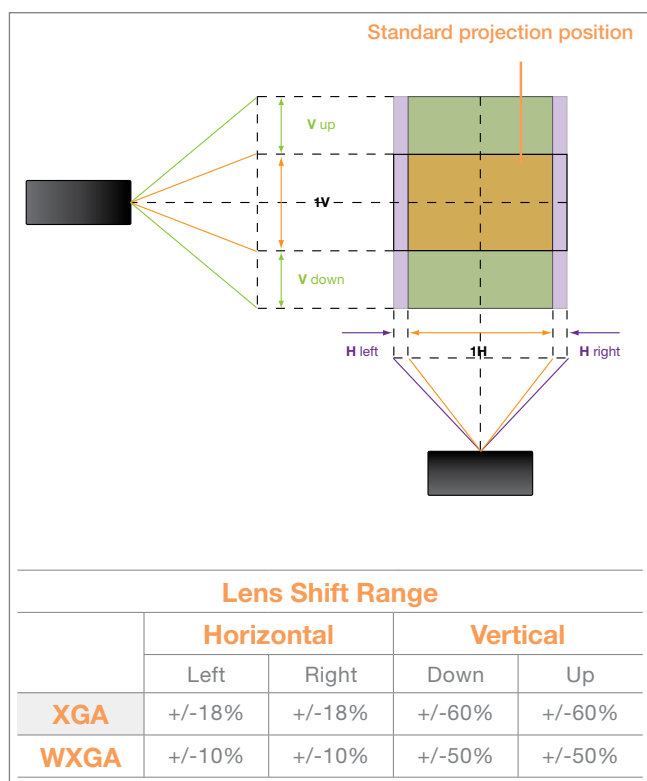 Standard projection position
V up
1V
V down
H left
1H
H right
Lens Shift Range
Horizontal Vertical
Left Right Down Up
XGA +/-18% +/-18% +/-60% +/-60%
WXGA +/-10% +/-10% +/-50% +/-50%